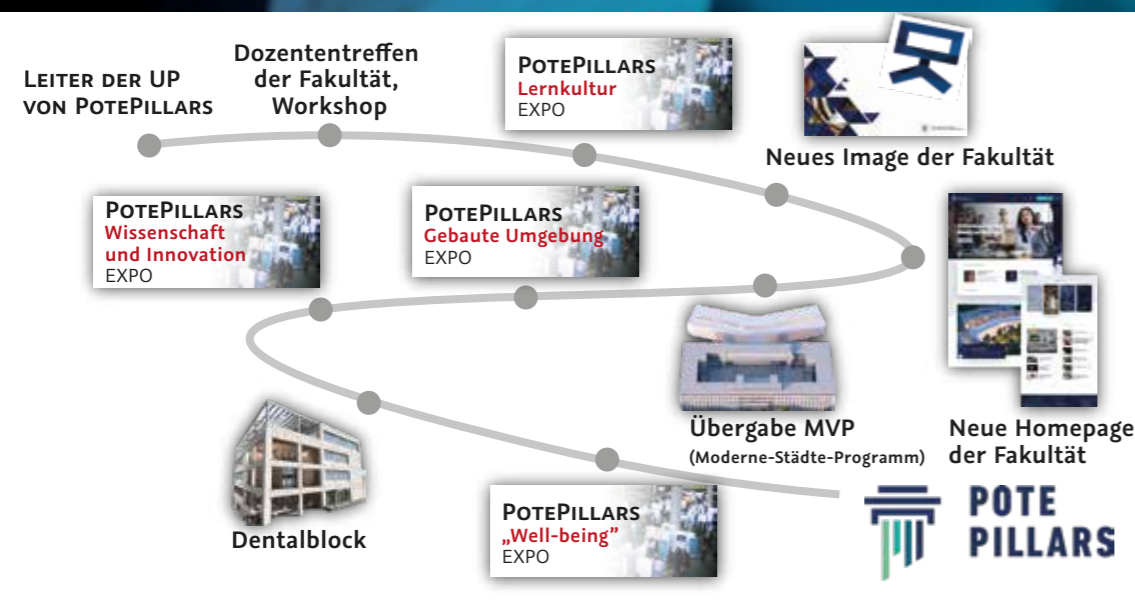 LEITER DER UP
VON POTEPILLARS
Dozententreffen
der Fakultät,
Workshop
POTEPILLARS
Lernkultur
EXPO
Neues Image der Fakultät
POTEPILLARS
Wissenschaft
und Innovation
EXPO
POTEPILLARS
Gebaute Umgebung
EXPO
Übergabe MVP
(Moderne-Städte-Programm)
Neue Homepage
der Fakultät
Dentalblock
POTEPILLARS
„Well-being”
EXPO
POTE
PILLARS